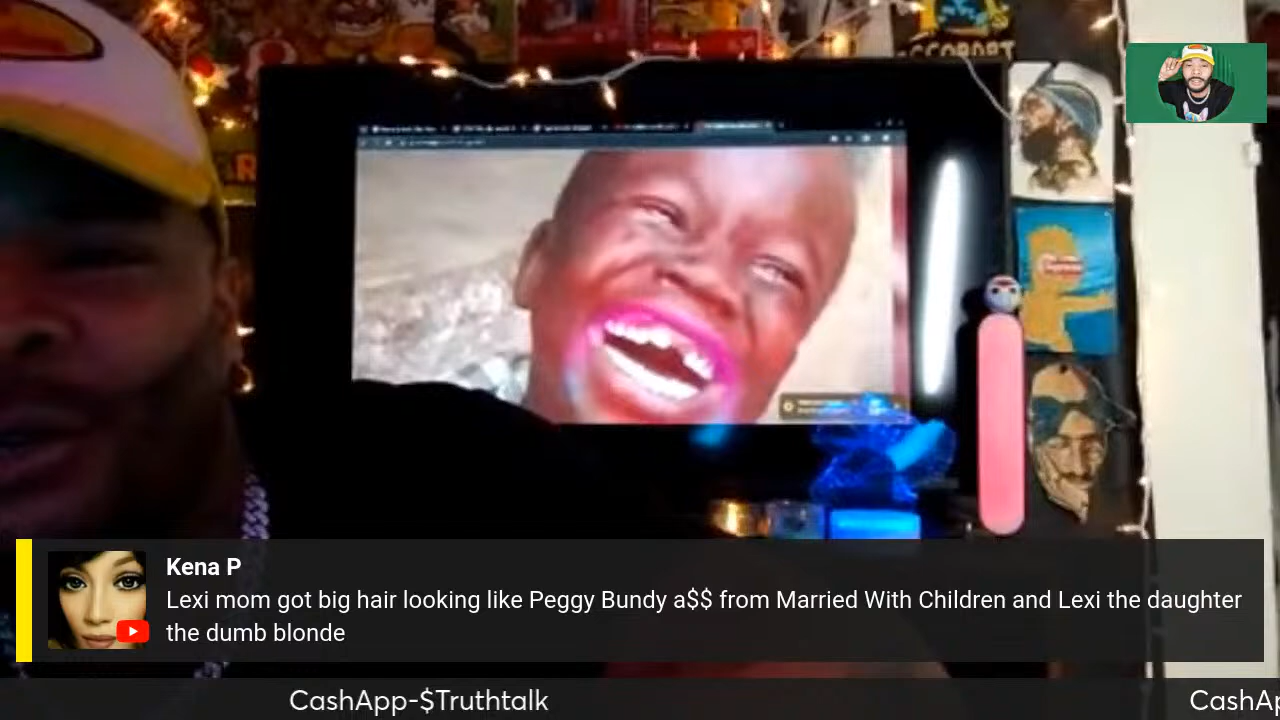 Kena P
Lexi mom got big hair looking like Peggy Bundy a$$ from Married With Children and Lexi the daughter
the dumb blonde
CashApp-$Truthtalk
CashAp